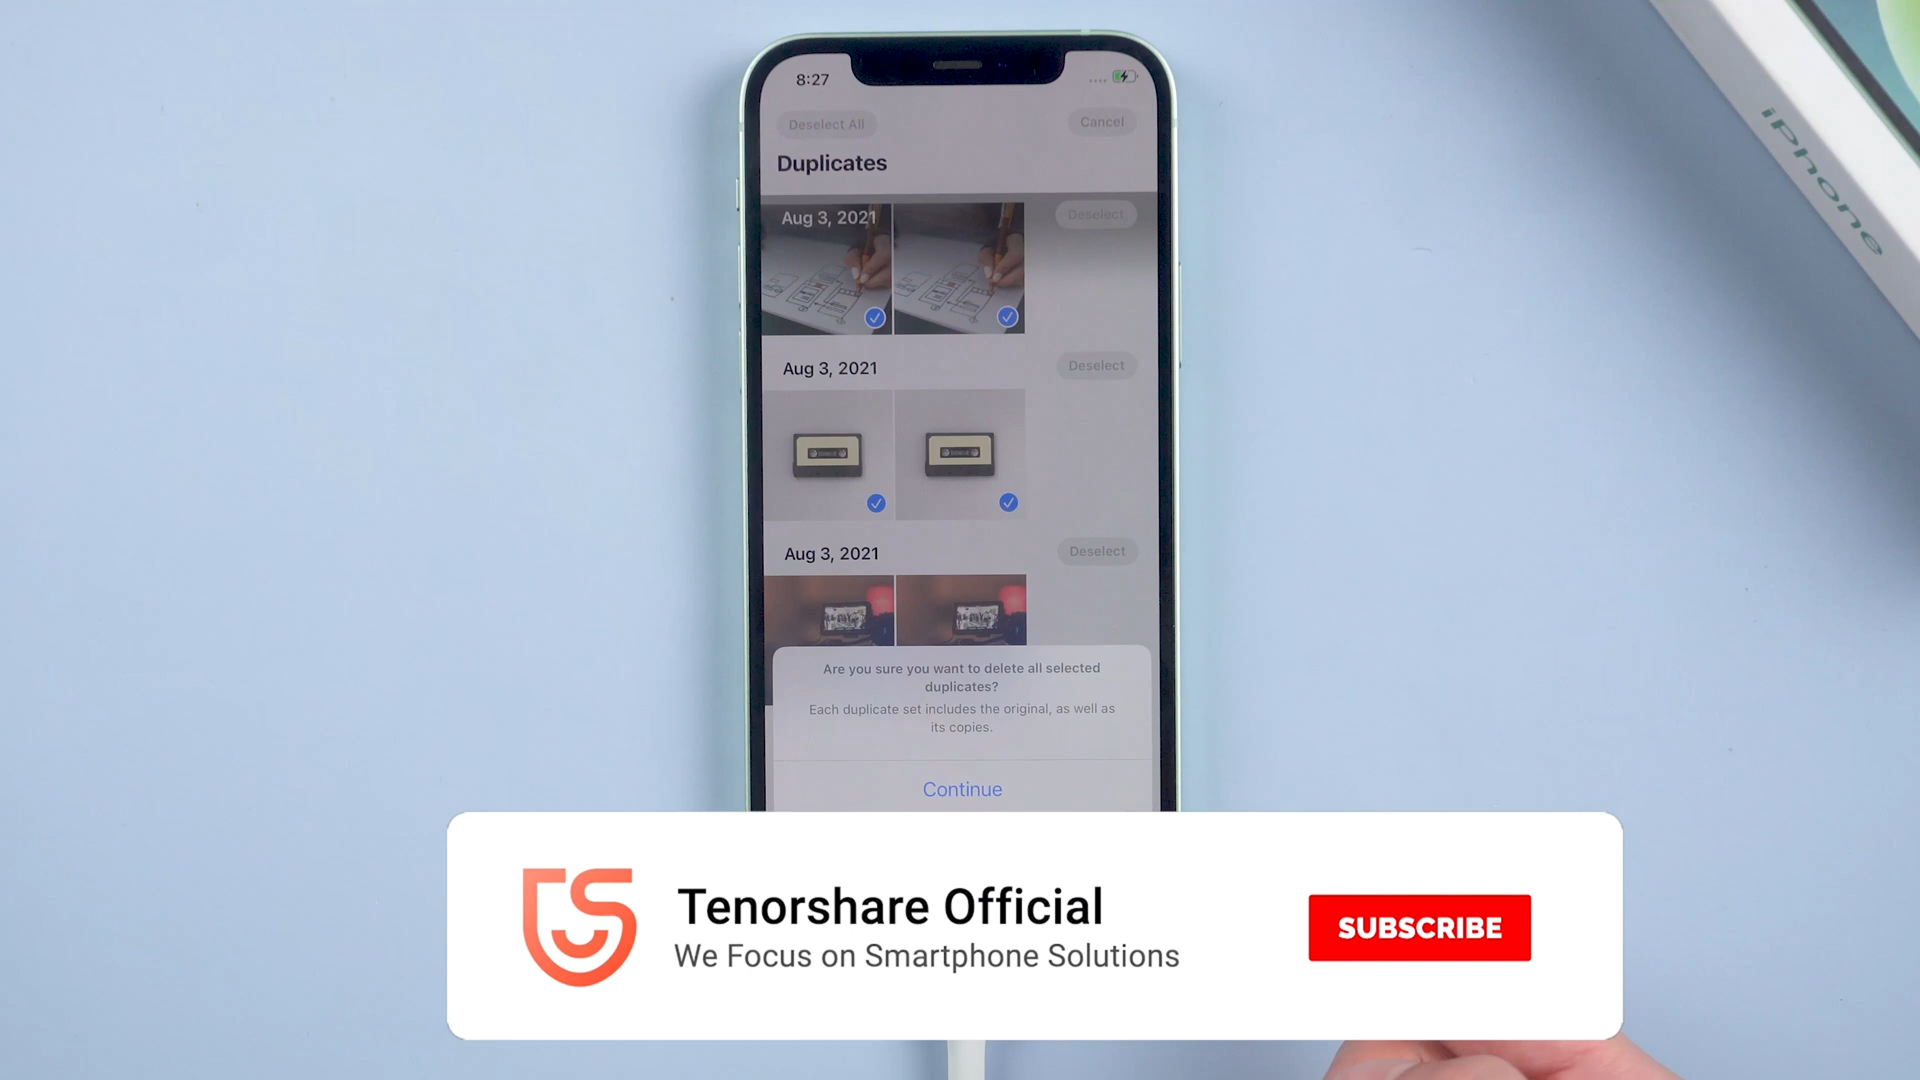 8:27
Deselect All
Cancel
Duplicates
Aug 3, 2021
Deselect
Aug 3, 2021
Deselect
Aug 3, 2021
Deselect
Are you sure you want to delete all selected
duplicates?
Each duplicate set includes the original, as well as
its copies.
Continue
iPhone
Tenorshare Official
We Focus on Smartphone Solutions
SUBSCRIBE